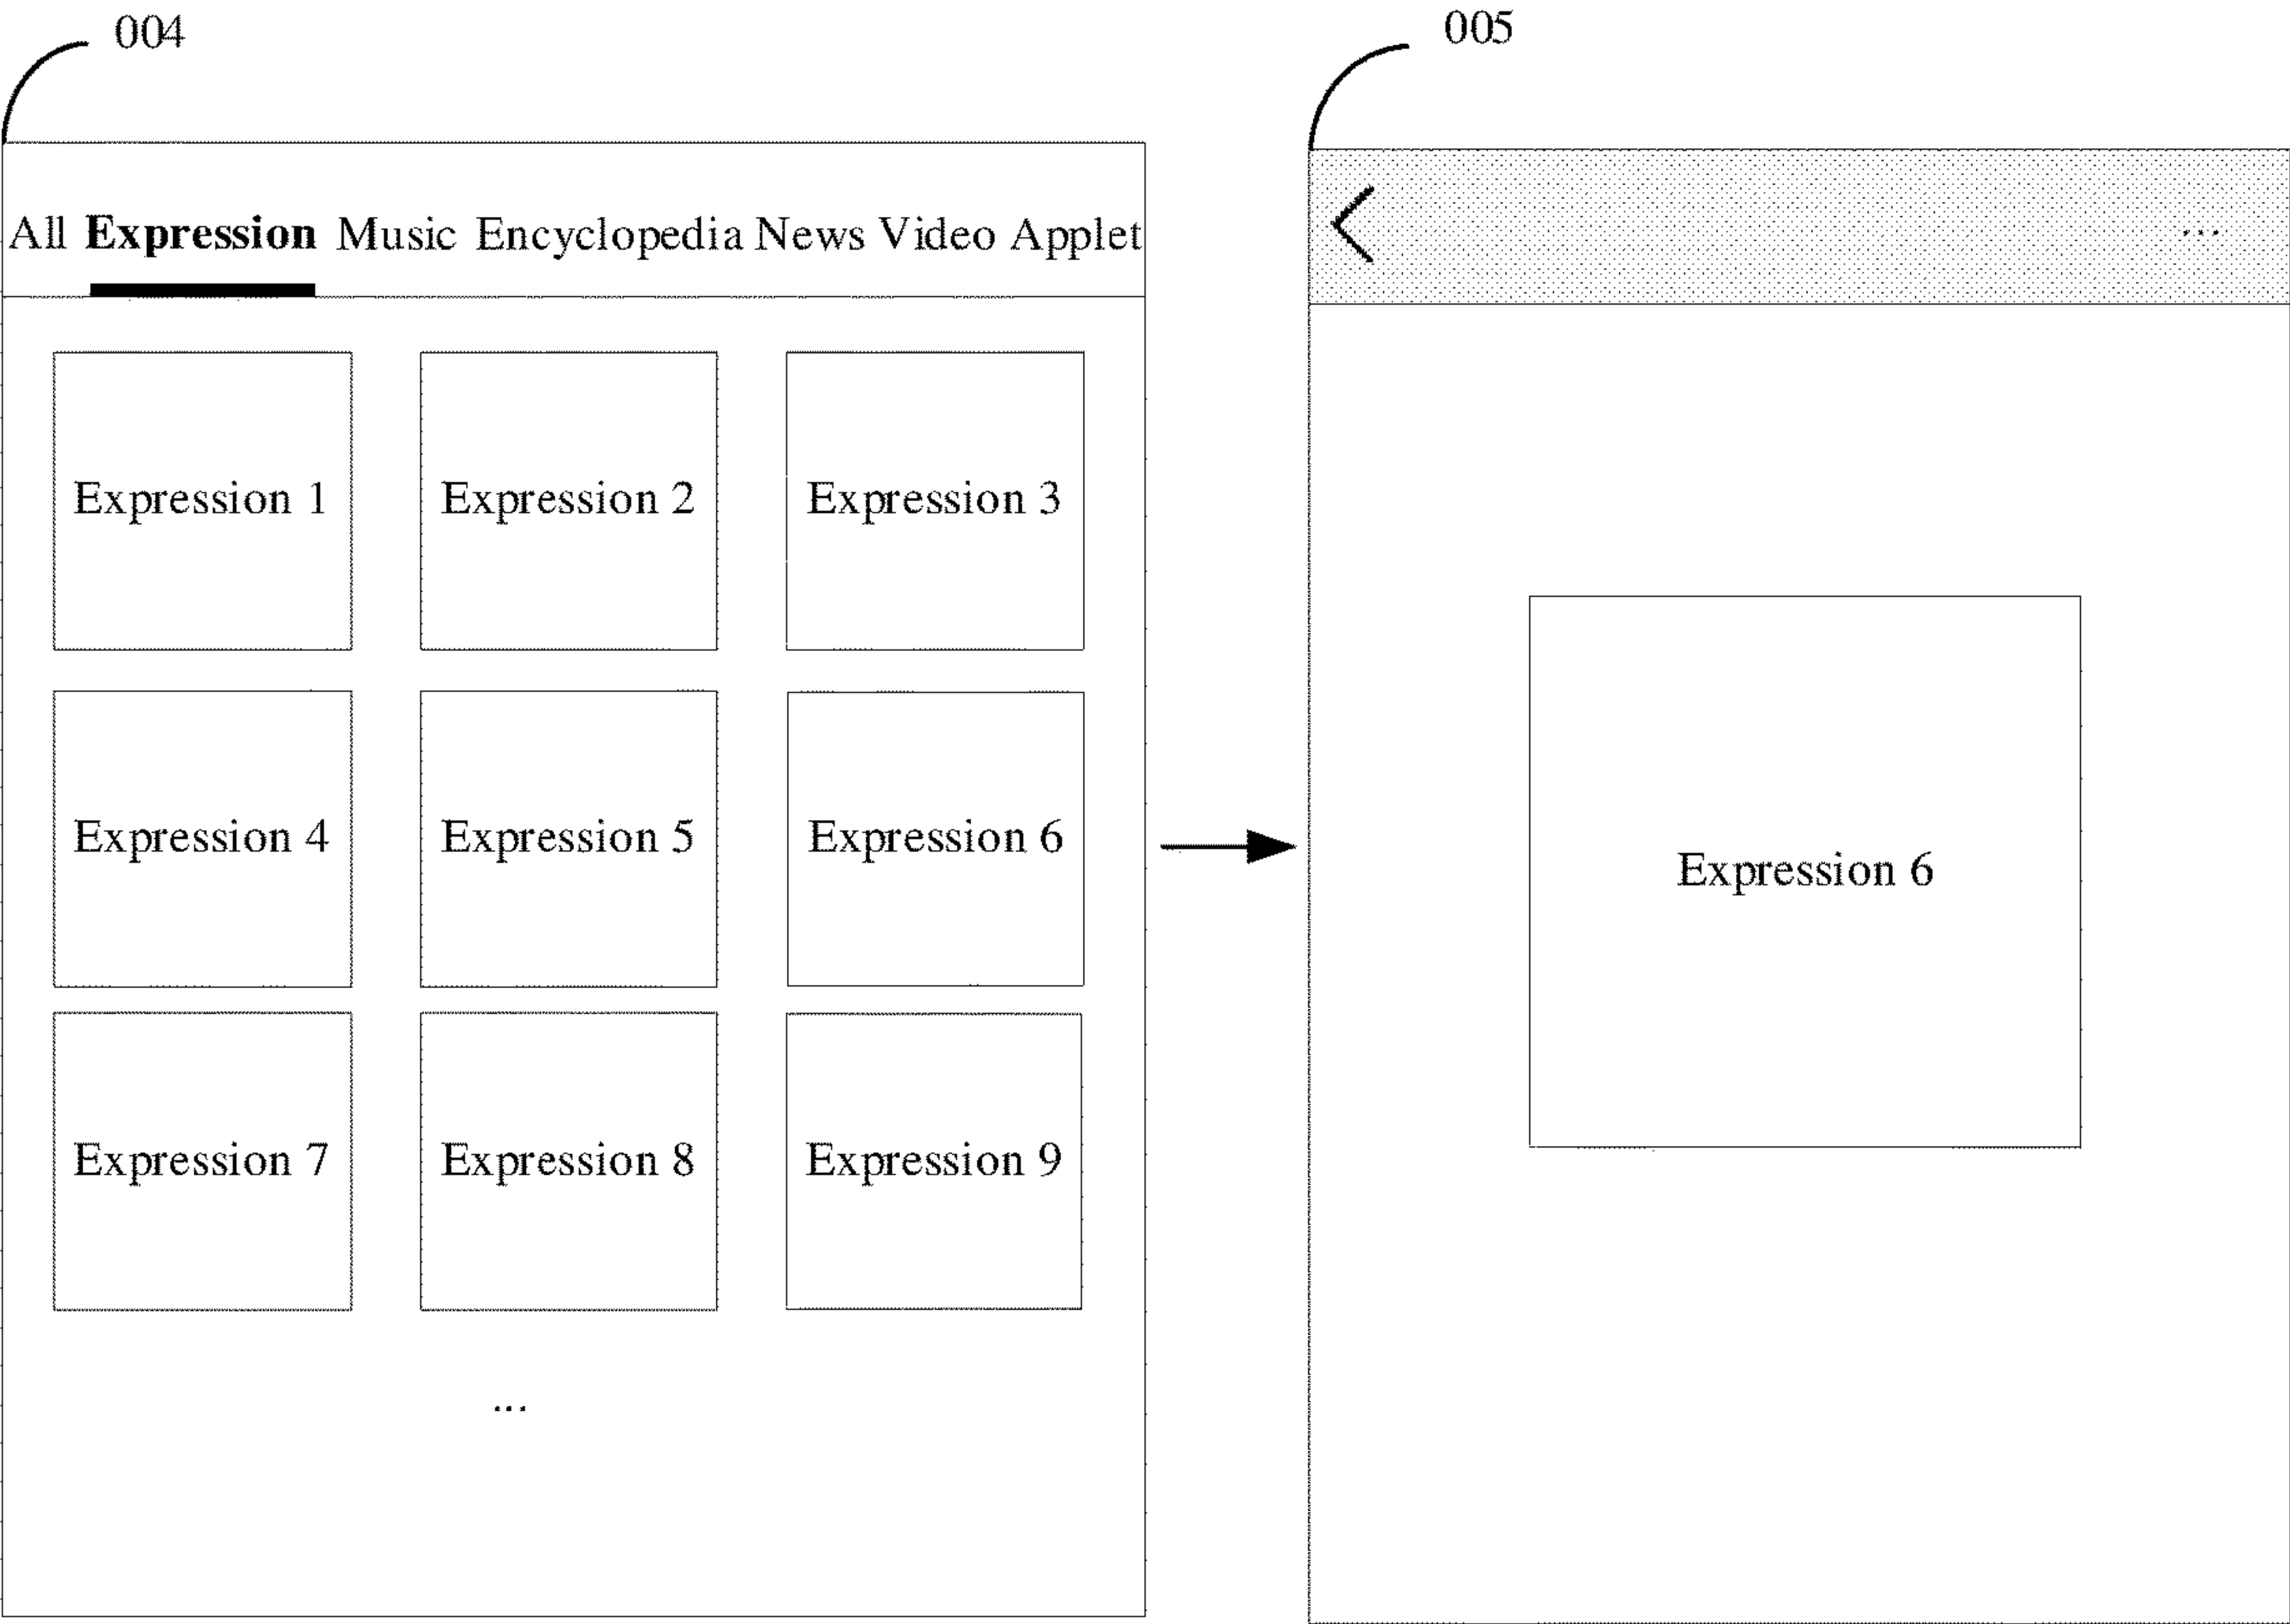 004
005
All Expression Music Encyclopedia News Video Applet
...
Expression 1 Expression 2 Expression 3
Expression 4 Expression 5 Expression 6
Expression 6
Expression 7 Expression 8 Expression 9
...